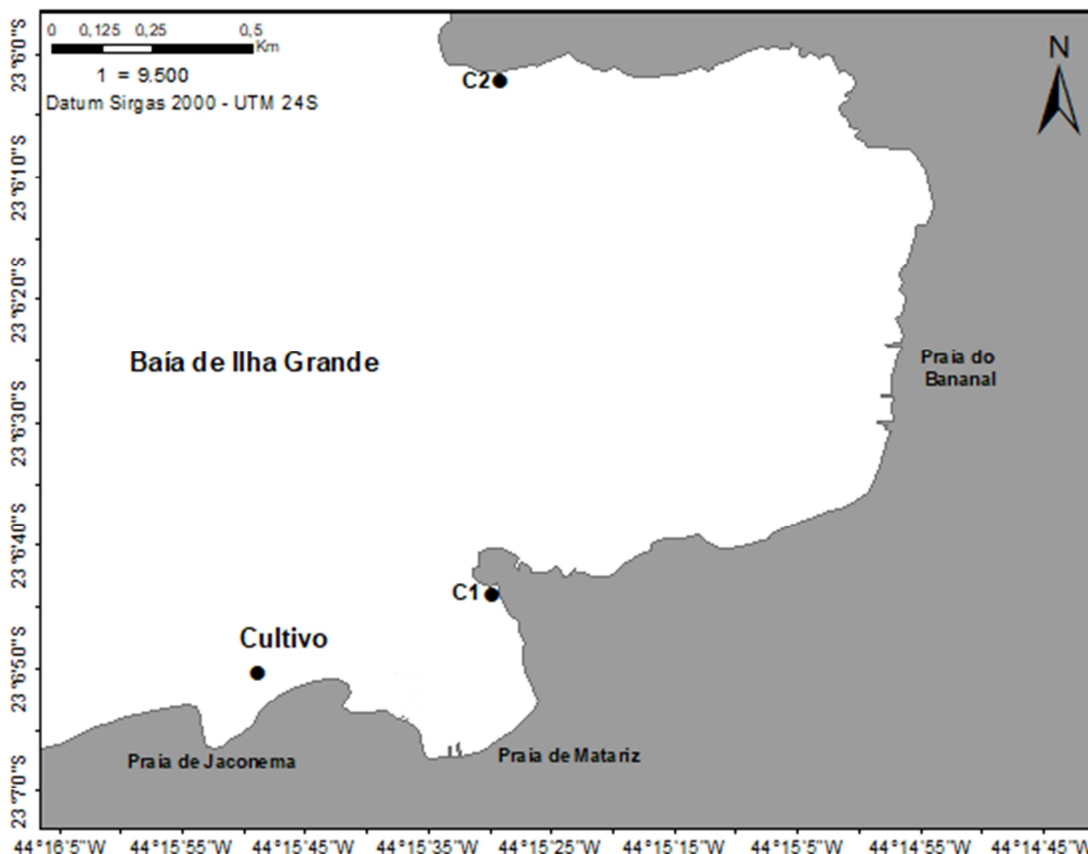 0 0,125 0,25 0,5
Km
1 = 9.500
Datum Sirgas 2000 - UTM 24S
N
C2
Baía de Ilha Grande
Praia do
Bananal
C1
Cultivo
Praia de Jaconema
Praia de Matariz
23°6'0"S
23°6'10"S
23°6'20"S
23°6'30"S
23°6'40"S
23°6'50"S
23°7'0"S
44°16'5"W 44°15'55"W 44°15'45"W 44°15'35"W 44°15'25"W 44°15'15"W 44°15'5"W 44°14'55"W 44°14'45"W